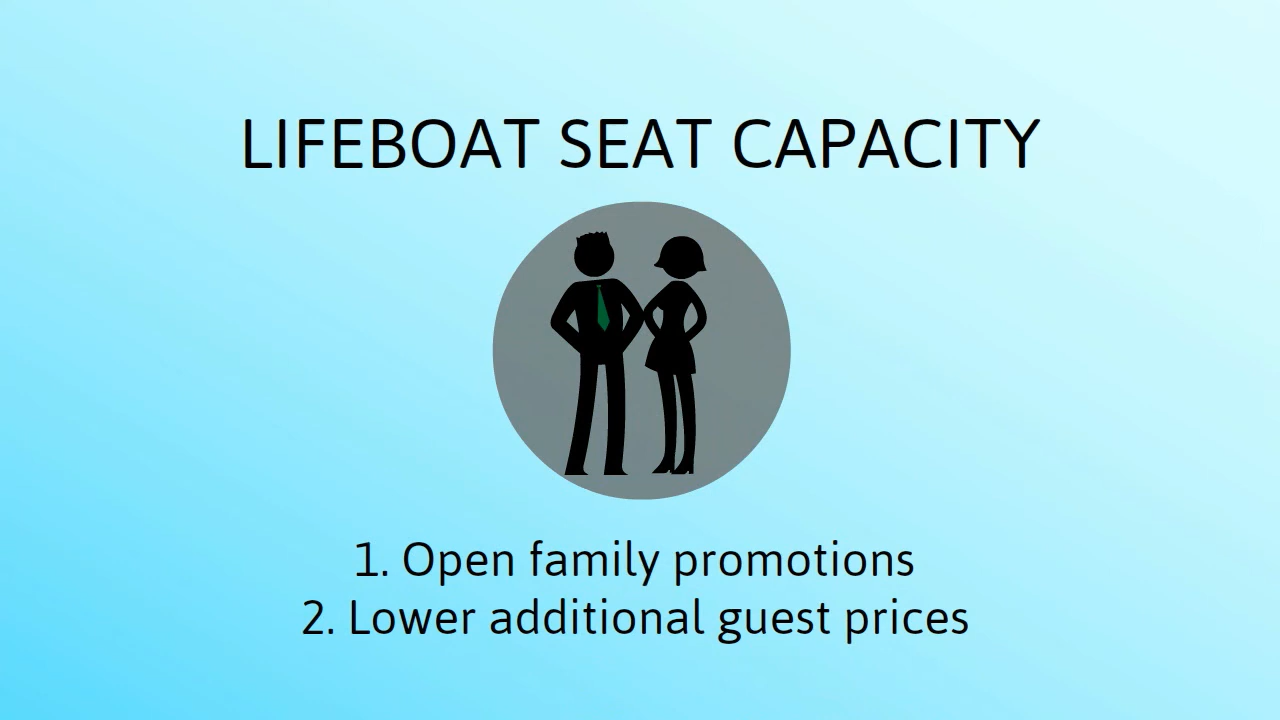 LIFEBOAT SEAT CAPACITY
1. Open family promotions
2. Lower additional guest prices